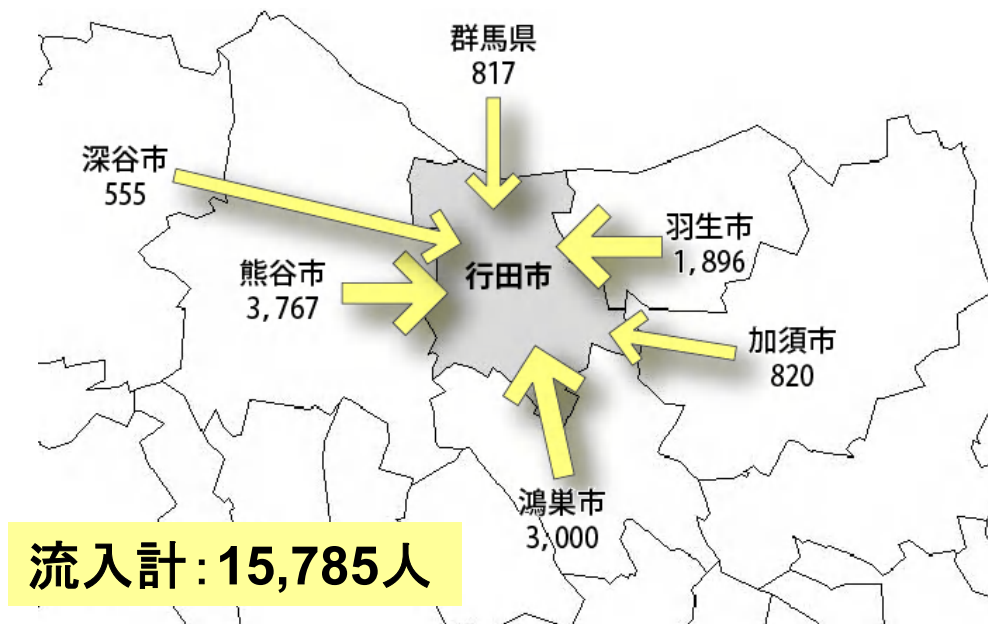 群馬県
817
深谷市
555
羽生市
1,896
熊谷市
3,767
行田市
加須市
820
鴻巣市
3,000
流入計：15,785人